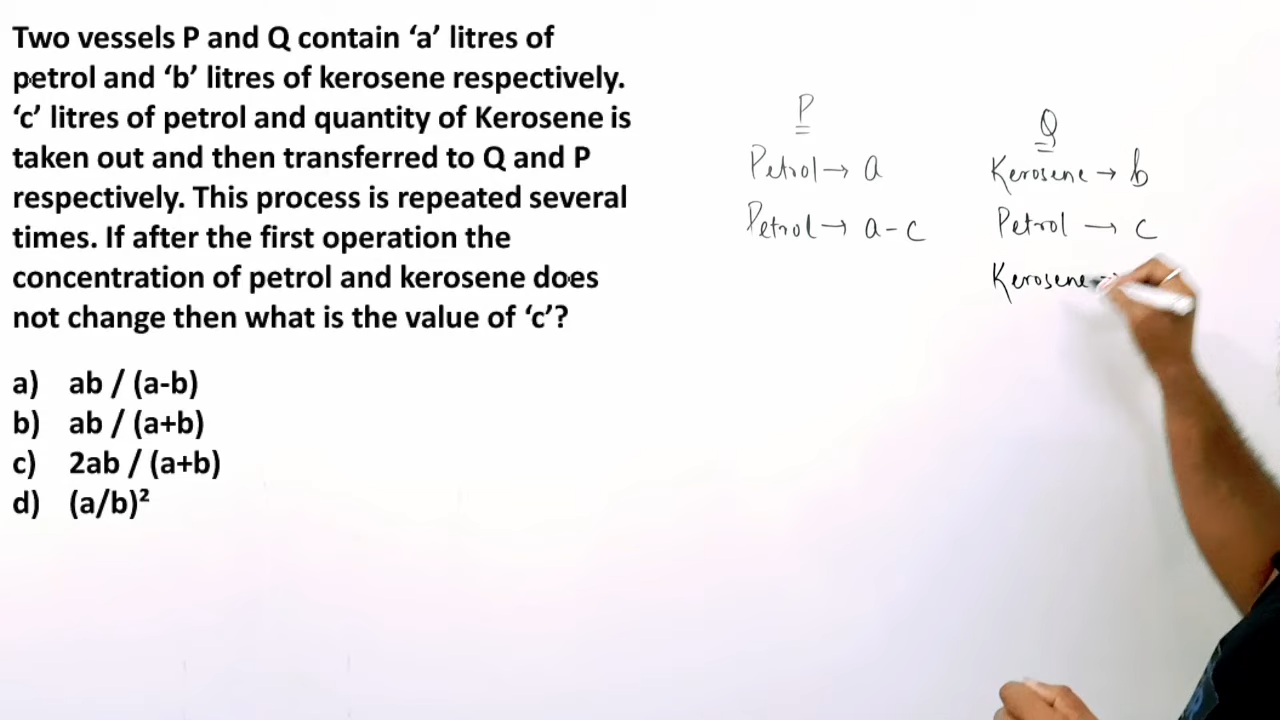 Two vessels P and Q contain ‘a’ litres of
petrol and ‘b’ litres of kerosene respectively.
‘c’ litres of petrol and quantity of Kerosene is
taken out and then transferred to Q and P
respectively. This process is repeated several
times. If after the first operation the
concentration of petrol and kerosene does
not change then what is the value of ‘c’?
a) ab / (a-b)
b) ab / (a+b)
c) 2ab / (a+b)
d) (a/b)²
P
Petrol → a
Petrol → a - c
Q
Kerosene → b
Petrol → c
Kerosene